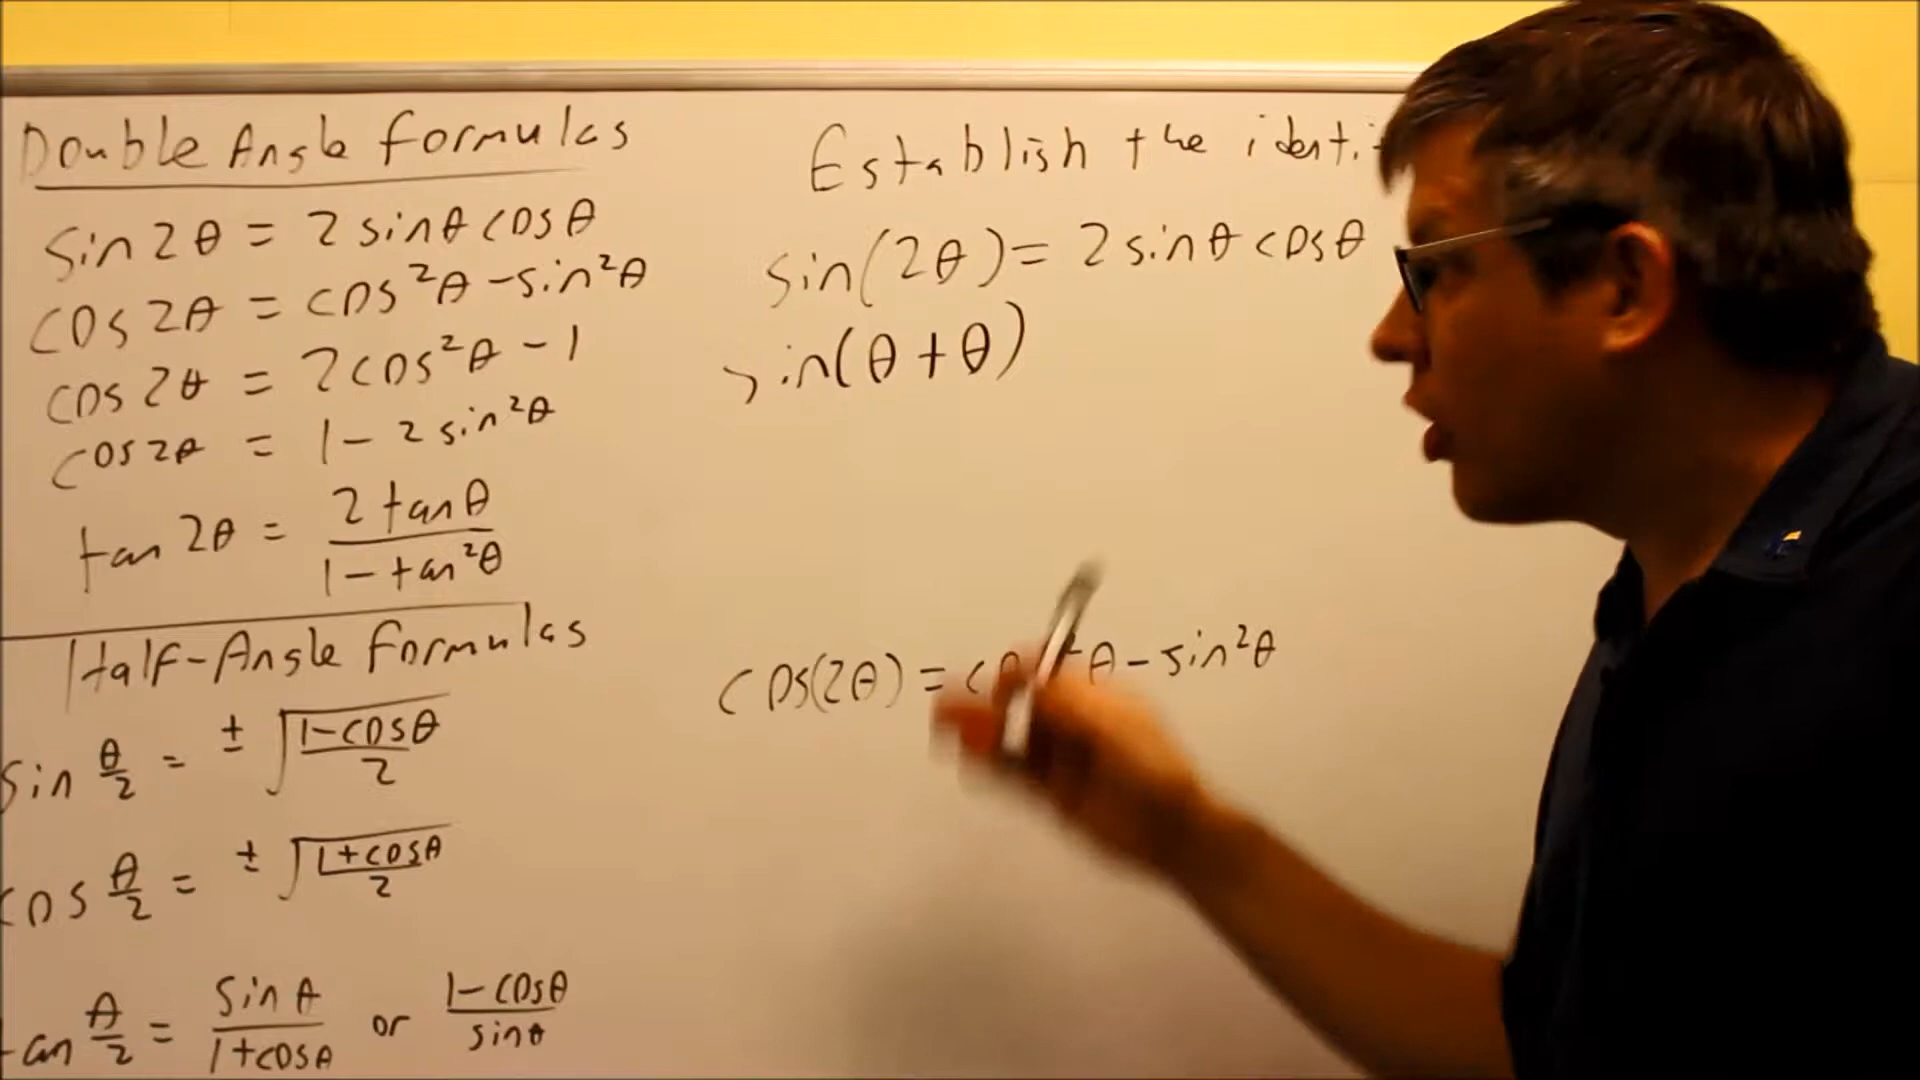 Double Angle Formulas
sin 2θ = 2 sinθ cosθ
cos 2θ = cos²θ - sin²θ
cos 2θ = 2cos²θ - 1
cos 2θ = 1 - 2 sin²θ
tan 2θ = 2 tanθ / 1 - tan²θ
Half-Angle Formulas
sin θ/2 = ± √(1-cosθ / 2)
cos θ/2 = ± √(1+cosθ / 2)
tan θ/2 = sinθ / 1+cosθ or 1-cosθ / sinθ
Establish the
sin(2θ) = 2 sinθ cosθ
sin(θ + θ)
cos(2θ) = θ - sin²θ